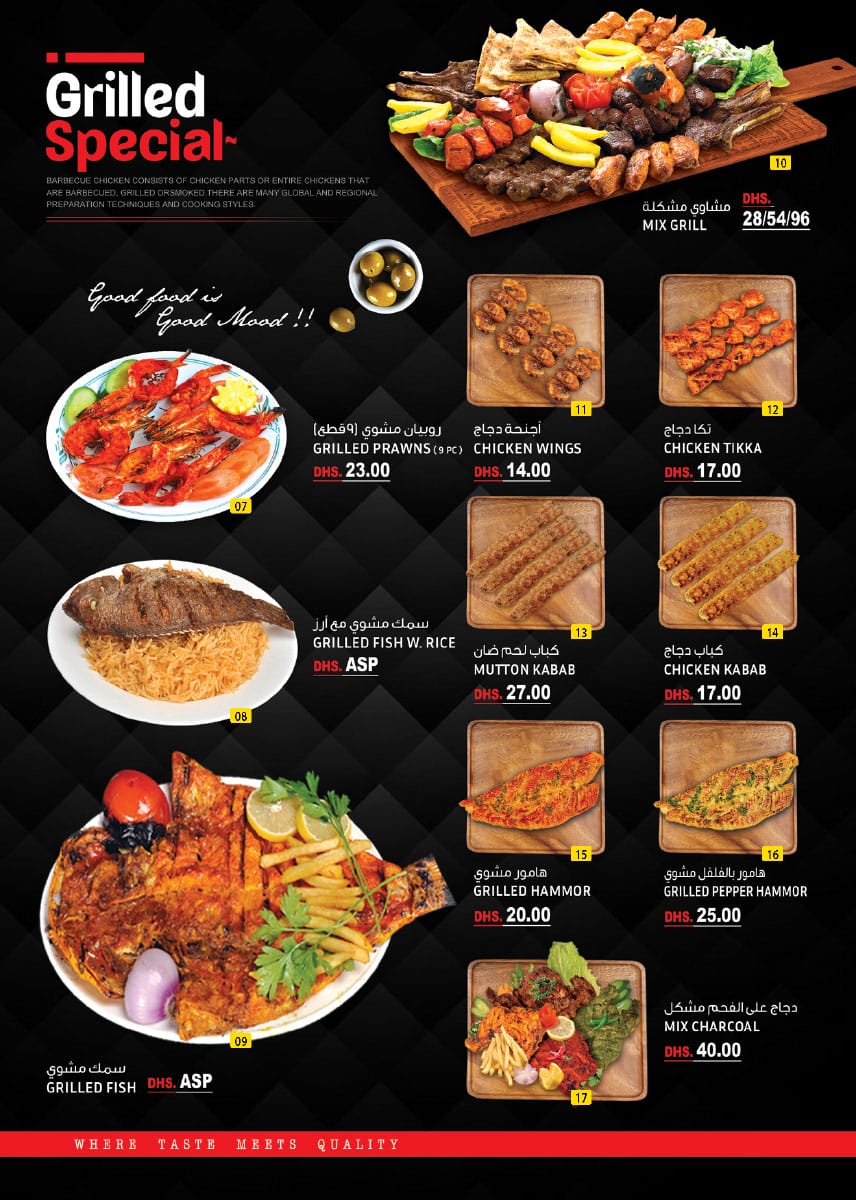 Grilled
Special~
BARBECUE CHICKEN CONSISTS OF CHICKEN PARTS OR ENTIRE CHICKENS THAT
ARE BARBECUED, GRILLED ORSMOKED.THERE ARE MANY GLOBAL AND REGIONAL
PREPARATION TECHNIQUES AND COOKING STYLES.
10
مشاوي مشكلة
MIX GRILL
DHS.
28/54/96
Good food is
Good Mood !!
07
روبيان مشوي (٩قطع)
GRILLED PRAWNS (9 PC)
DHS. 23.00
11
أجنحة دجاج
CHICKEN WINGS
DHS. 14.00
12
تكا دجاج
CHICKEN TIKKA
DHS. 17.00
08
سمك مشوي مع أرز
GRILLED FISH W. RICE
DHS. ASP
13
كباب لحم ضان
MUTTON KABAB
DHS. 27.00
14
كباب دجاج
CHICKEN KABAB
DHS. 17.00
09
سمك مشوي
GRILLED FISH
DHS. ASP
15
هامور مشوي
GRILLED HAMMOR
DHS. 20.00
16
هامور بالفلفل مشوي
GRILLED PEPPER HAMMOR
DHS. 25.00
17
دجاج على الفحم مشكل
MIX CHARCOAL
DHS. 40.00
WHERE TASTE MEETS QUALITY